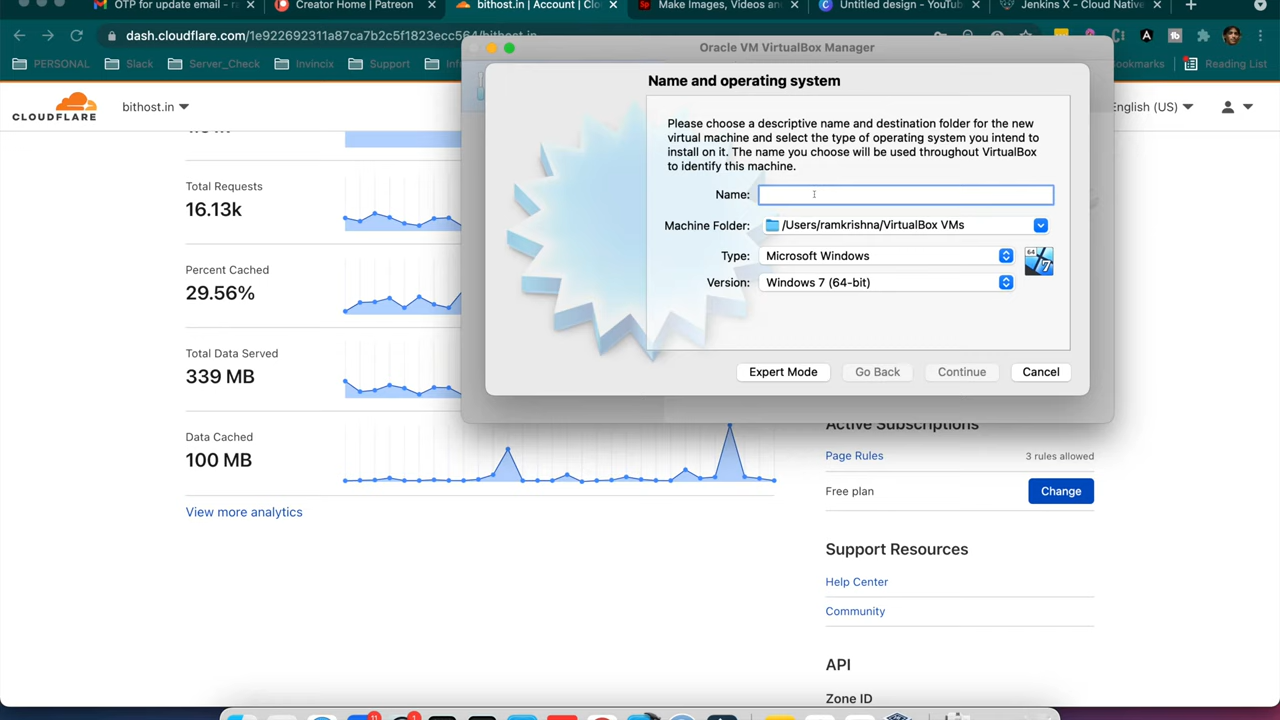 OTP for update email - ra
Creator Home | Patreon
bithost.in | Account | Clo
Make Images, Videos an
Untitled design - YouTub
Jenkins X - Cloud Native
dash.cloudflare.com/1e922692311a87ca7b2c5f1823ecc564/bithost.in
PERSONAL
Slack
Server_Check
Invincix
Support
Reading List
Oracle VM VirtualBox Manager
Name and operating system
Please choose a descriptive name and destination folder for the new
virtual machine and select the type of operating system you intend to
install on it. The name you choose will be used throughout VirtualBox
to identify this machine.
Name:
Machine Folder: /Users/ramkrishna/VirtualBox VMs
Type: Microsoft Windows
Version: Windows 7 (64-bit)
64
7
Expert Mode
Go Back
Continue
Cancel
CLOUDFLARE
bithost.in
English (US)
Total Requests
16.13k
Percent Cached
29.56%
Total Data Served
339 MB
Data Cached
100 MB
View more analytics
Active Subscriptions
Page Rules
3 rules allowed
Free plan
Change
Support Resources
Help Center
Community
API
Zone ID
11
1